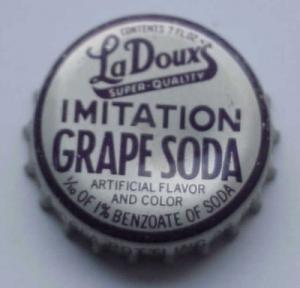 CONTENTS 7 FL. OZ.
LaDoux's
SUPER-QUALITY
IMITATION
GRAPE SODA
ARTIFICIAL FLAVOR
AND COLOR
1/10 OF 1% BENZOATE OF SODA
BOTTLING